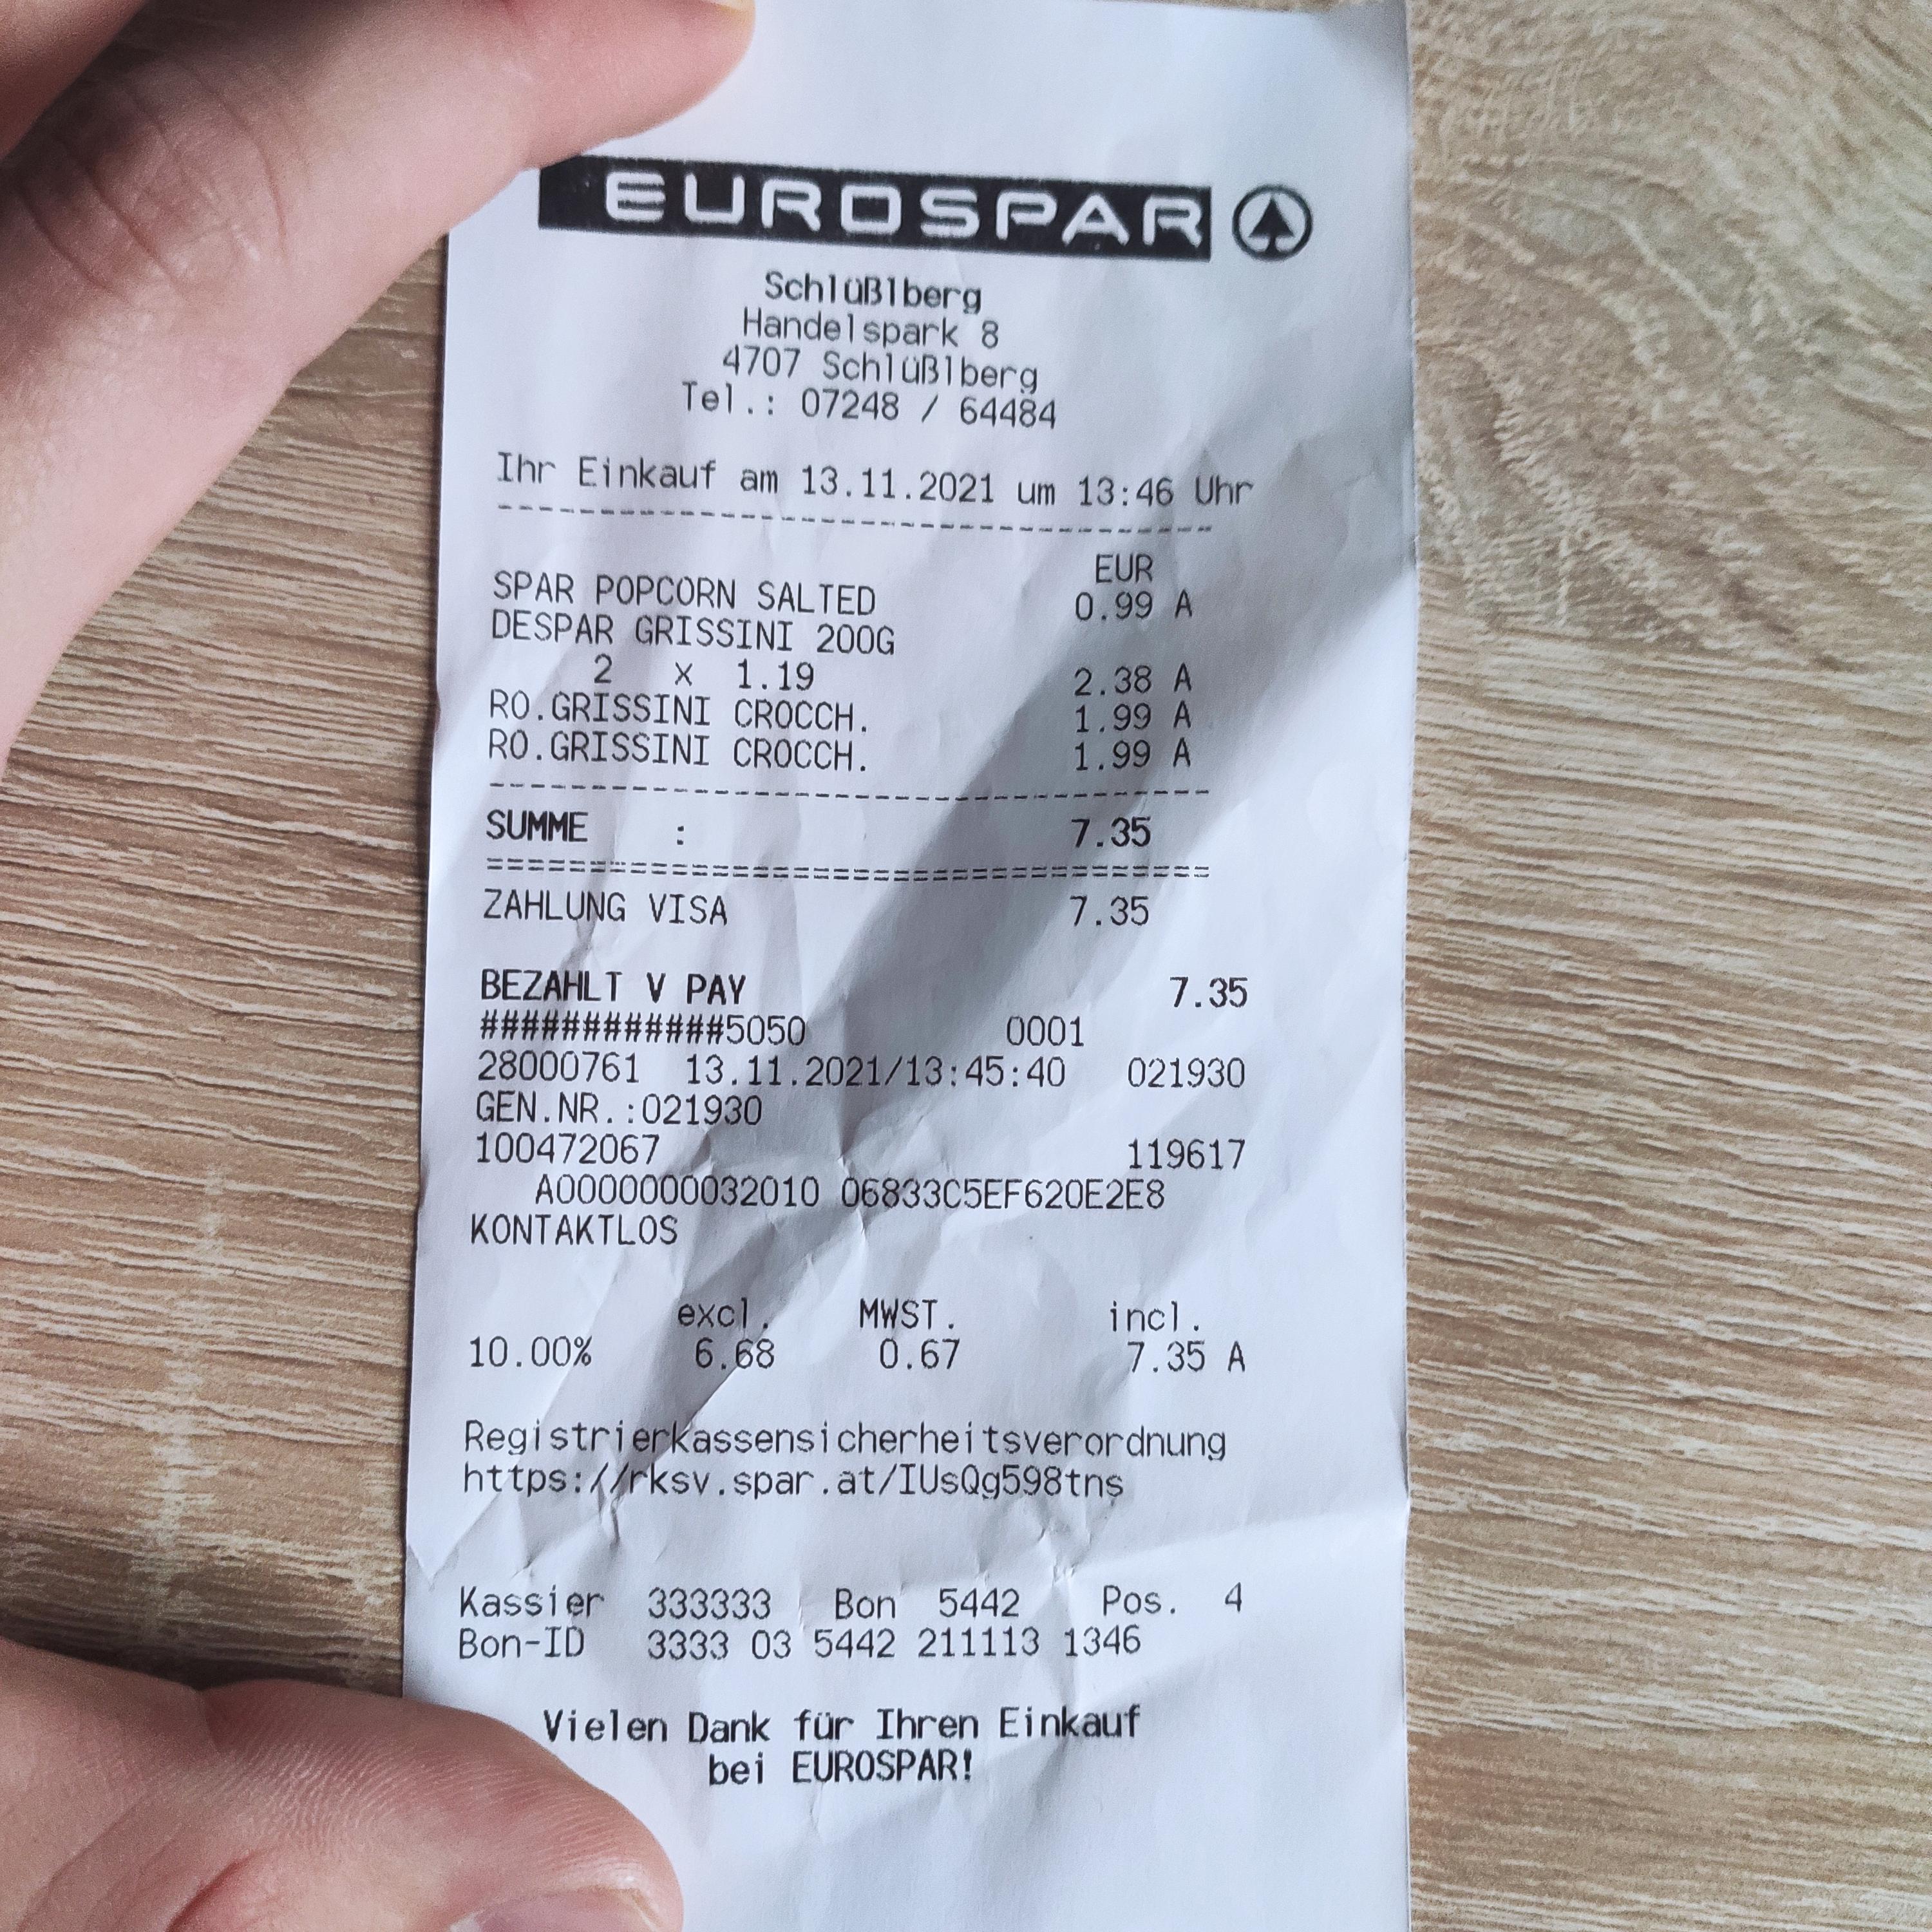 EUROSPAR
Schlüßlberg
Handelspark 8
4707 Schlüßlberg
Tel.: 07248 / 64484
Ihr Einkauf am 13.11.2021 um 13:46 Uhr
-----------------------------------
EUR
SPAR POPCORN SALTED 0.99 A
DESPAR GRISSINI 200G
2 X 1.19 2.38 A
RO.GRISSINI CROCCH. 1.99 A
RO.GRISSINI CROCCH. 1.99 A
-----------------------------------
SUMME : 7.35
===================================
ZAHLUNG VISA 7.35
BEZAHLT V PAY 7.35
############5050 0001
28000761 13.11.2021/13:45:40 021930
GEN.NR.:021930
100472067 119617
A0000000032010 06833C5EF620E2E8
KONTAKTLOS
excl. MWST. incl.
10.00% 6.68 0.67 7.35 A
Registrierkassensicherheitsverordnung
https://rksv.spar.at/IUsQg598tns
Kassier 333333 Bon 5442 Pos. 4
Bon-ID 3333 03 5442 211113 1346
Vielen Dank für Ihren Einkauf
bei EUROSPAR!